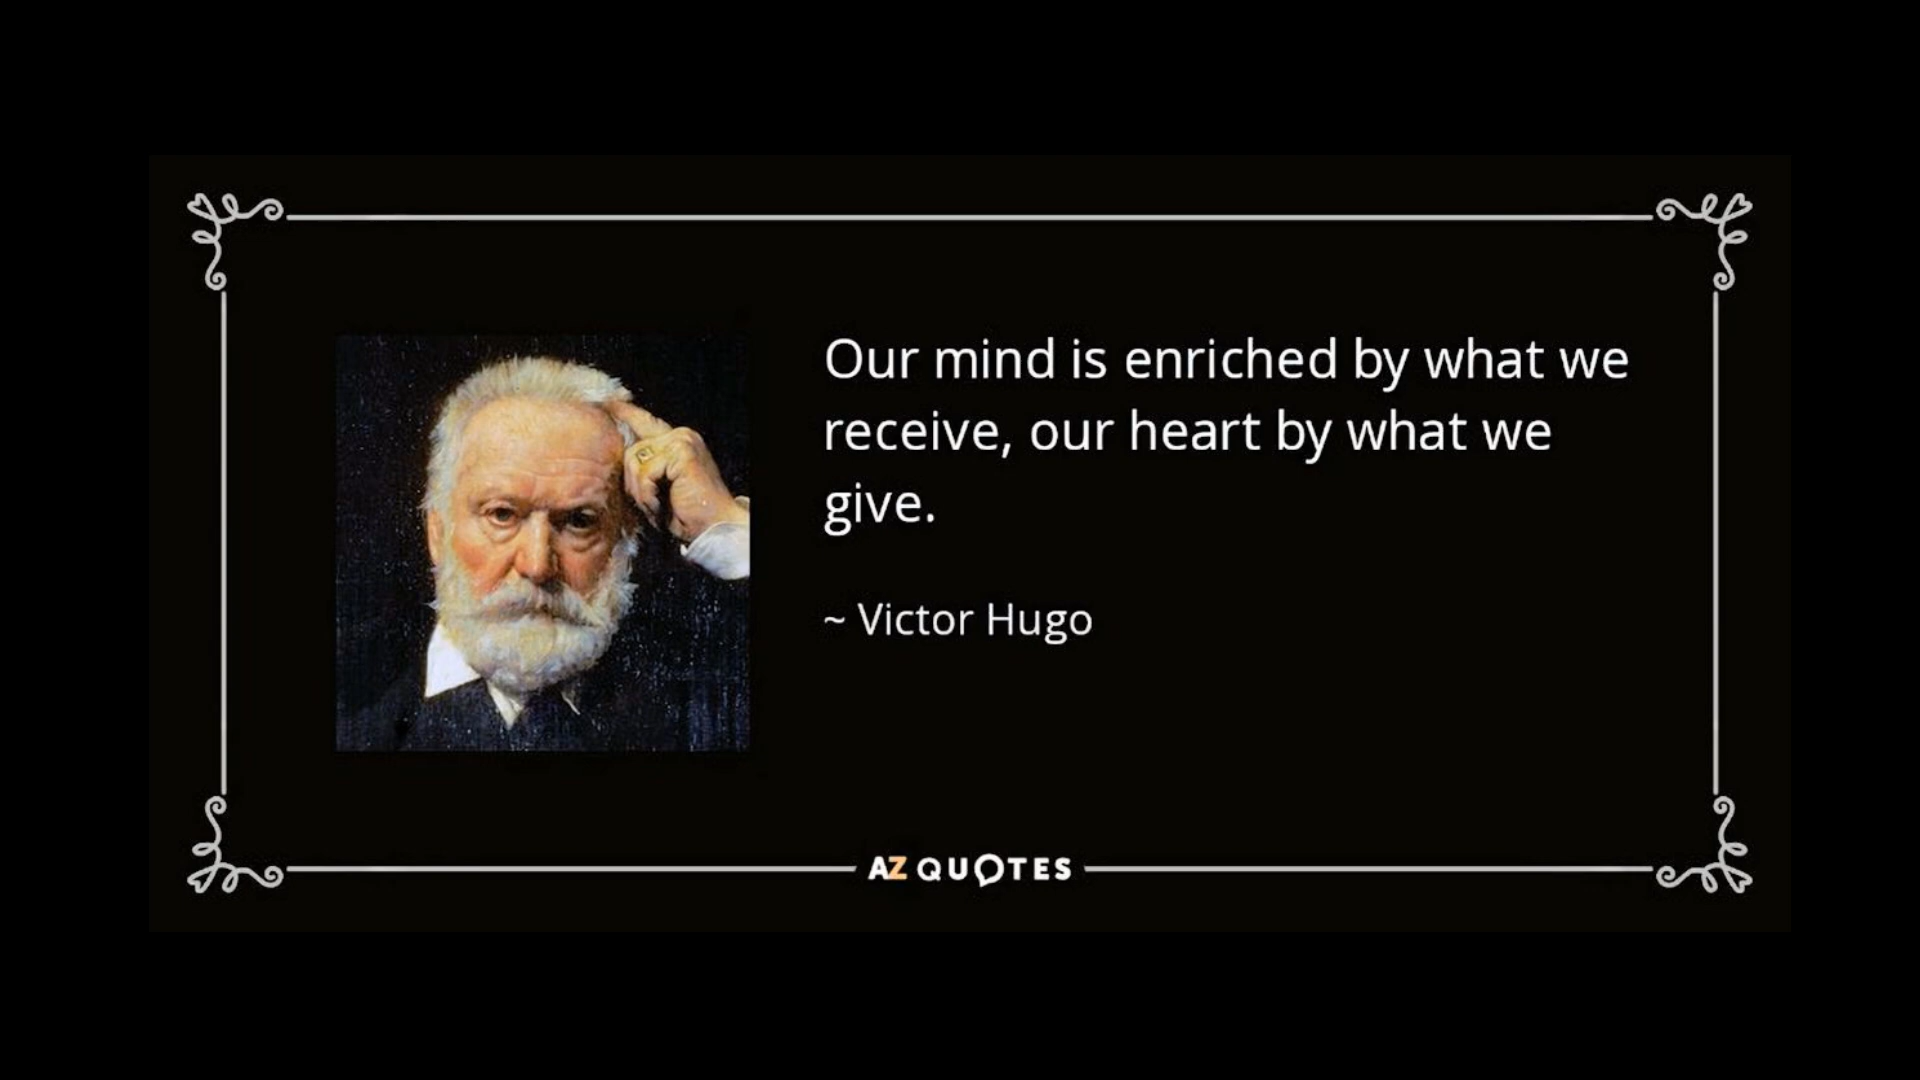 Our mind is enriched by what we
receive, our heart by what we
give.
~ Victor Hugo
AZ QUOTES